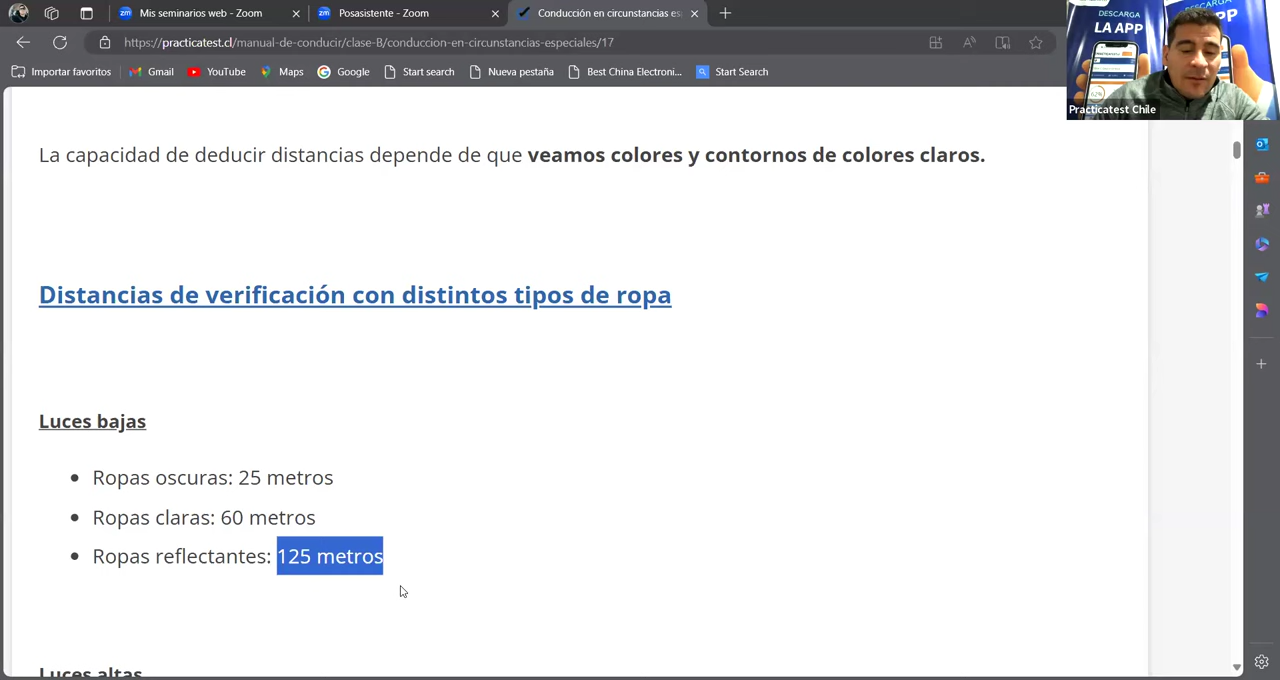 Mis seminarios web - Zoom
Posasistente - Zoom
Conducción en circunstancias es
https://practicatest.cl/manual-de-conducir/clase-B/conduccion-en-circunstancias-especiales/17
Importar favoritos
Gmail
YouTube
Maps
Google
Start search
Nueva pestaña
Best China Electroni...
Start Search
DESCARGA
LA APP
DESCARGA
Practicatest Chile
La capacidad de deducir distancias depende de que veamos colores y contornos de colores claros.
Distancias de verificación con distintos tipos de ropa
Luces bajas
Ropas oscuras: 25 metros
Ropas claras: 60 metros
Ropas reflectantes: 125 metros
Luces altas